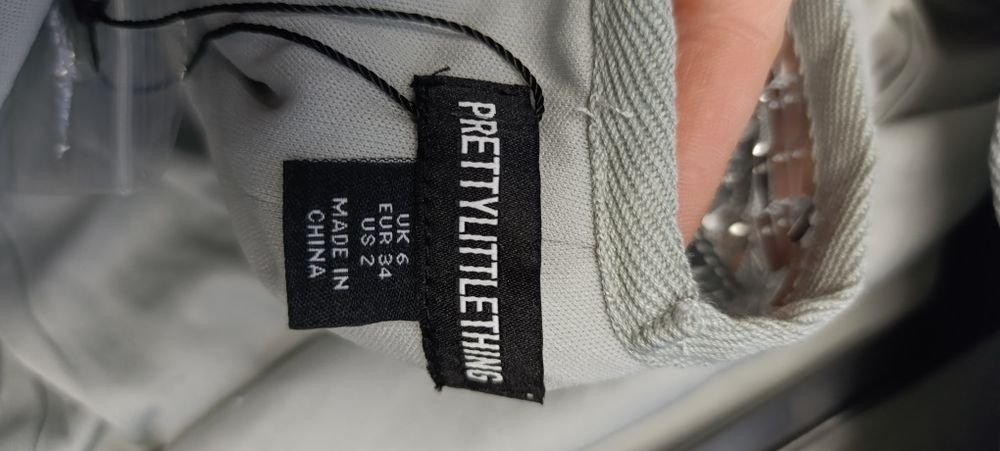 PRETTYLITTLETHING
UK 6
EUR 34
US 2
MADE IN
CHINA